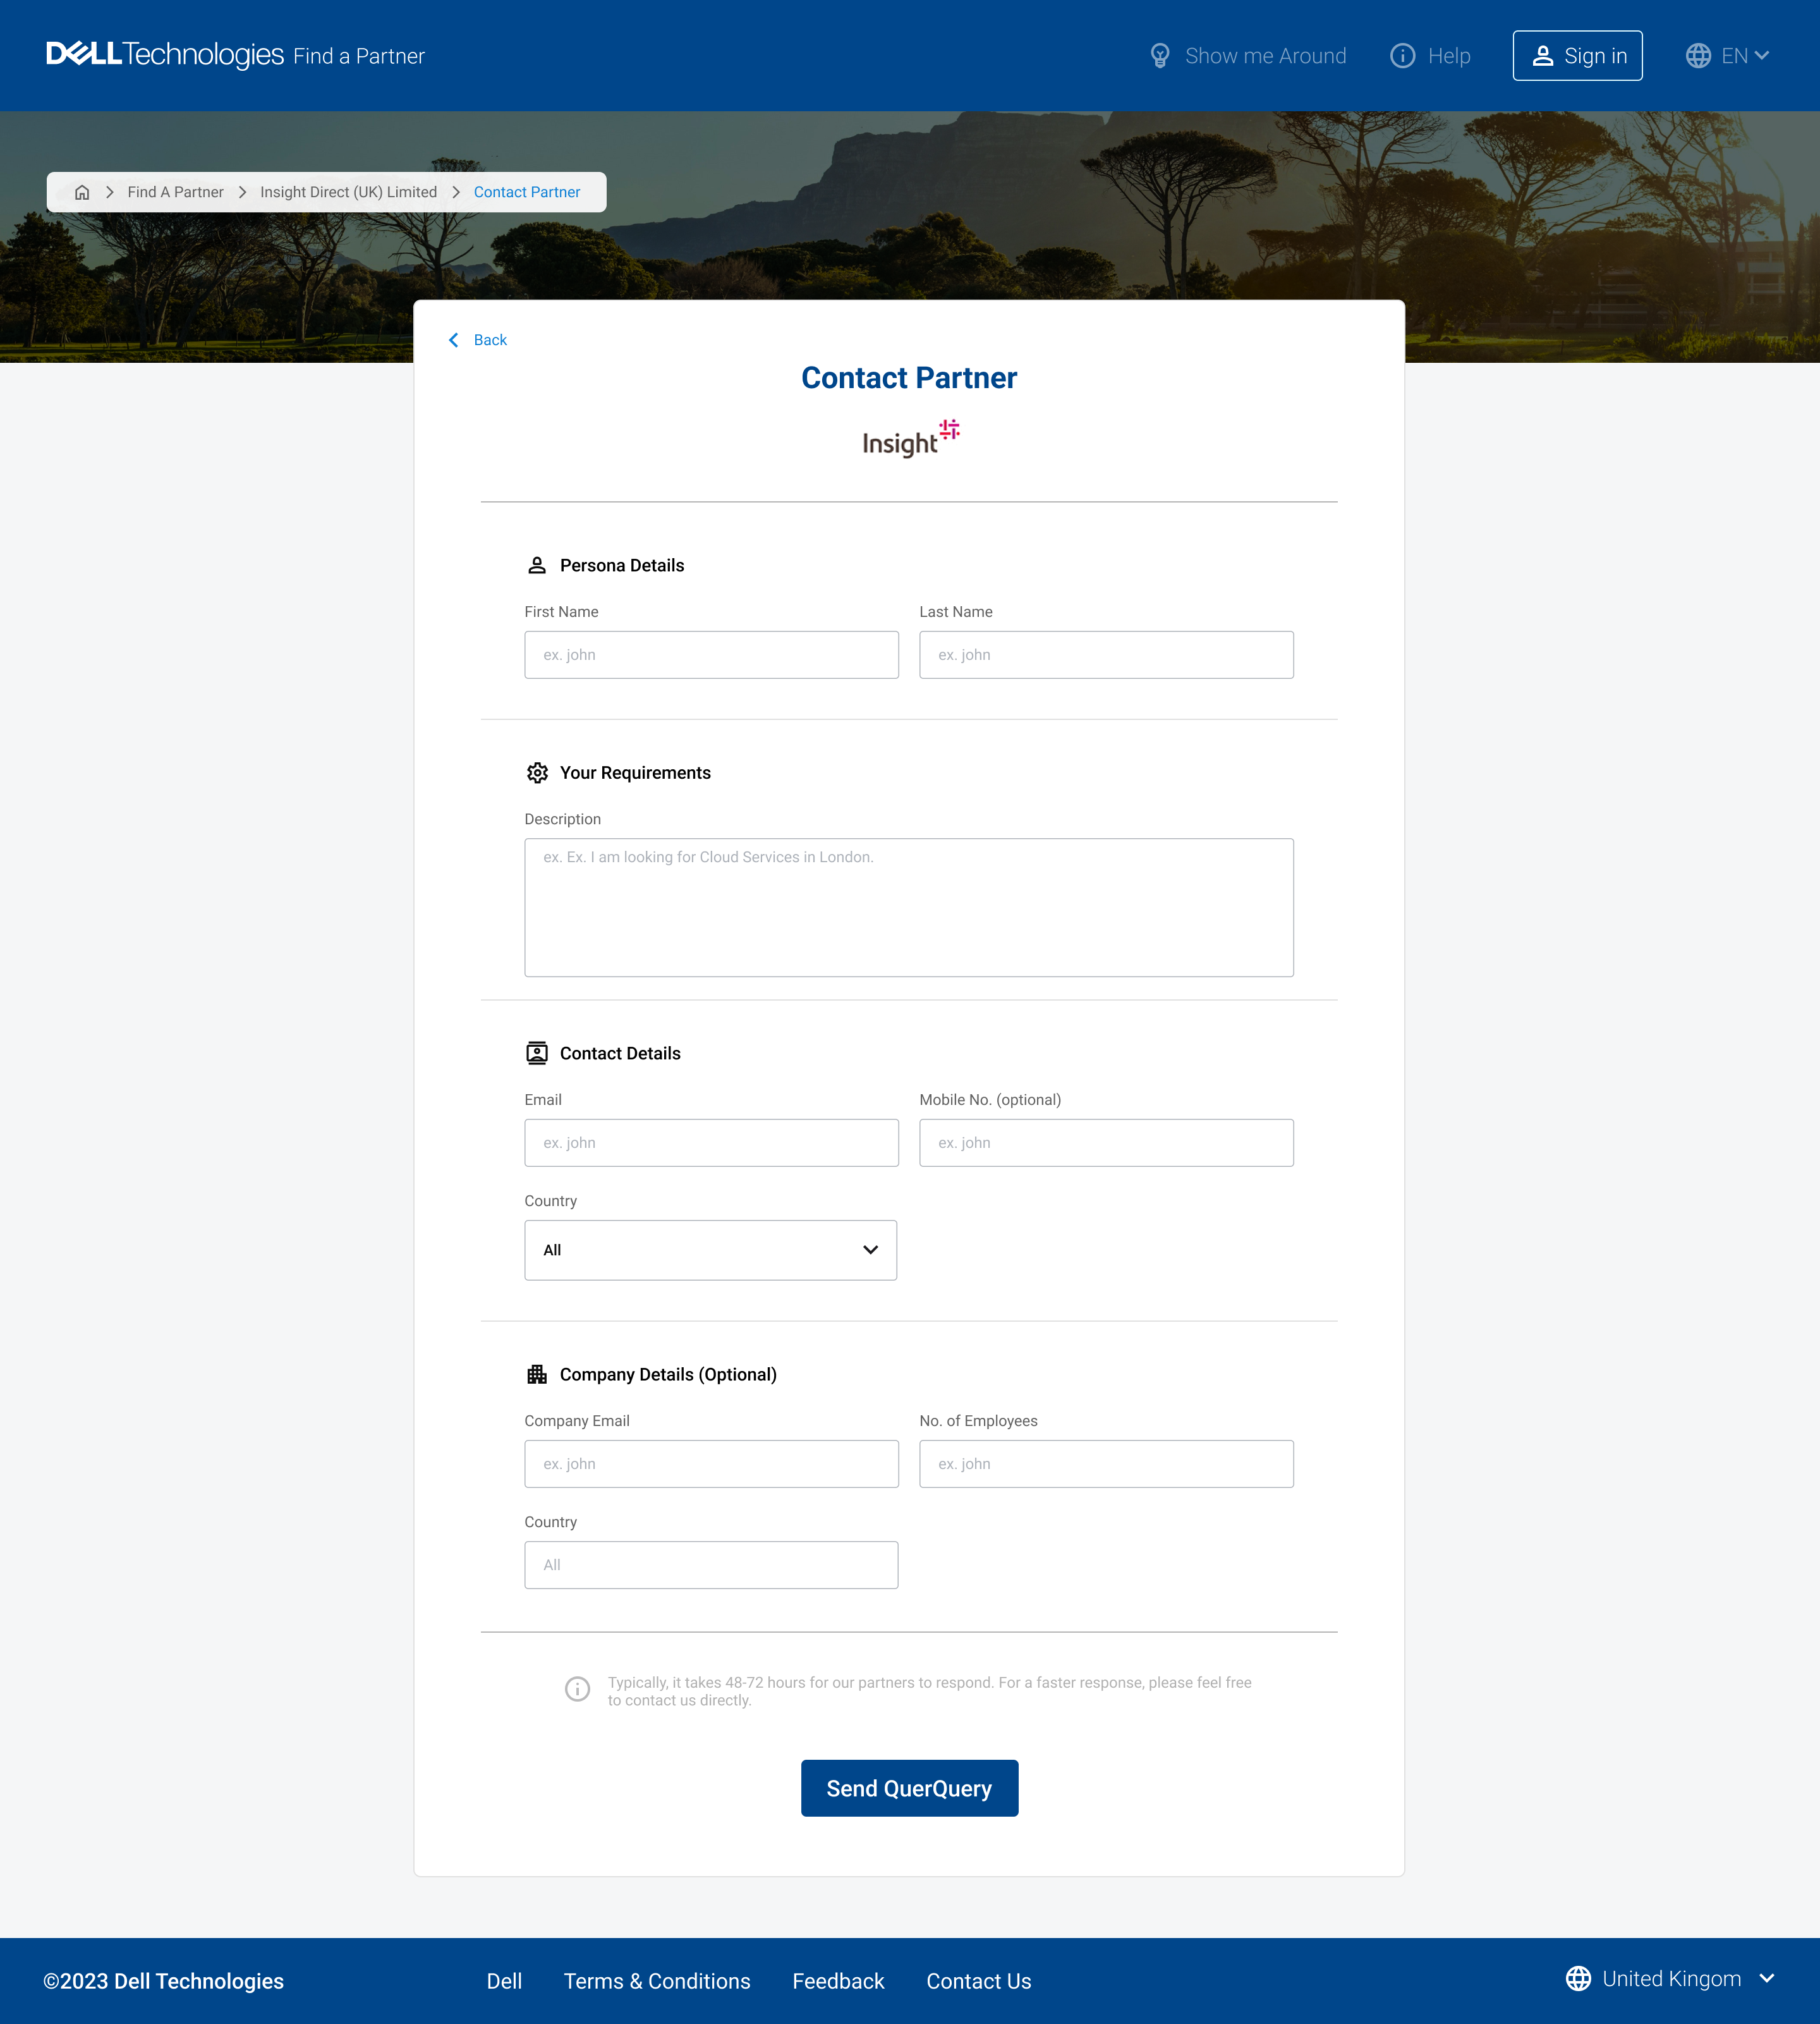 DELLTechnologies Find a Partner
Show me Around
Help
Sign in
EN
Find A Partner
Insight Direct (UK) Limited
Contact Partner
Back
Contact Partner
Insight
Persona Details
First Name
Last Name
ex. john
ex. john
Your Requirements
Description
ex. Ex. I am looking for Cloud Services in London.
Contact Details
Email
Mobile No. (optional)
ex. john
ex. john
Country
All
Company Details (Optional)
Company Email
No. of Employees
ex. john
ex. john
Country
All
Typically, it takes 48-72 hours for our partners to respond. For a faster response, please feel free
to contact us directly.
Send QuerQuery
©2023 Dell Technologies
Dell
Terms & Conditions
Feedback
Contact Us
United Kingom